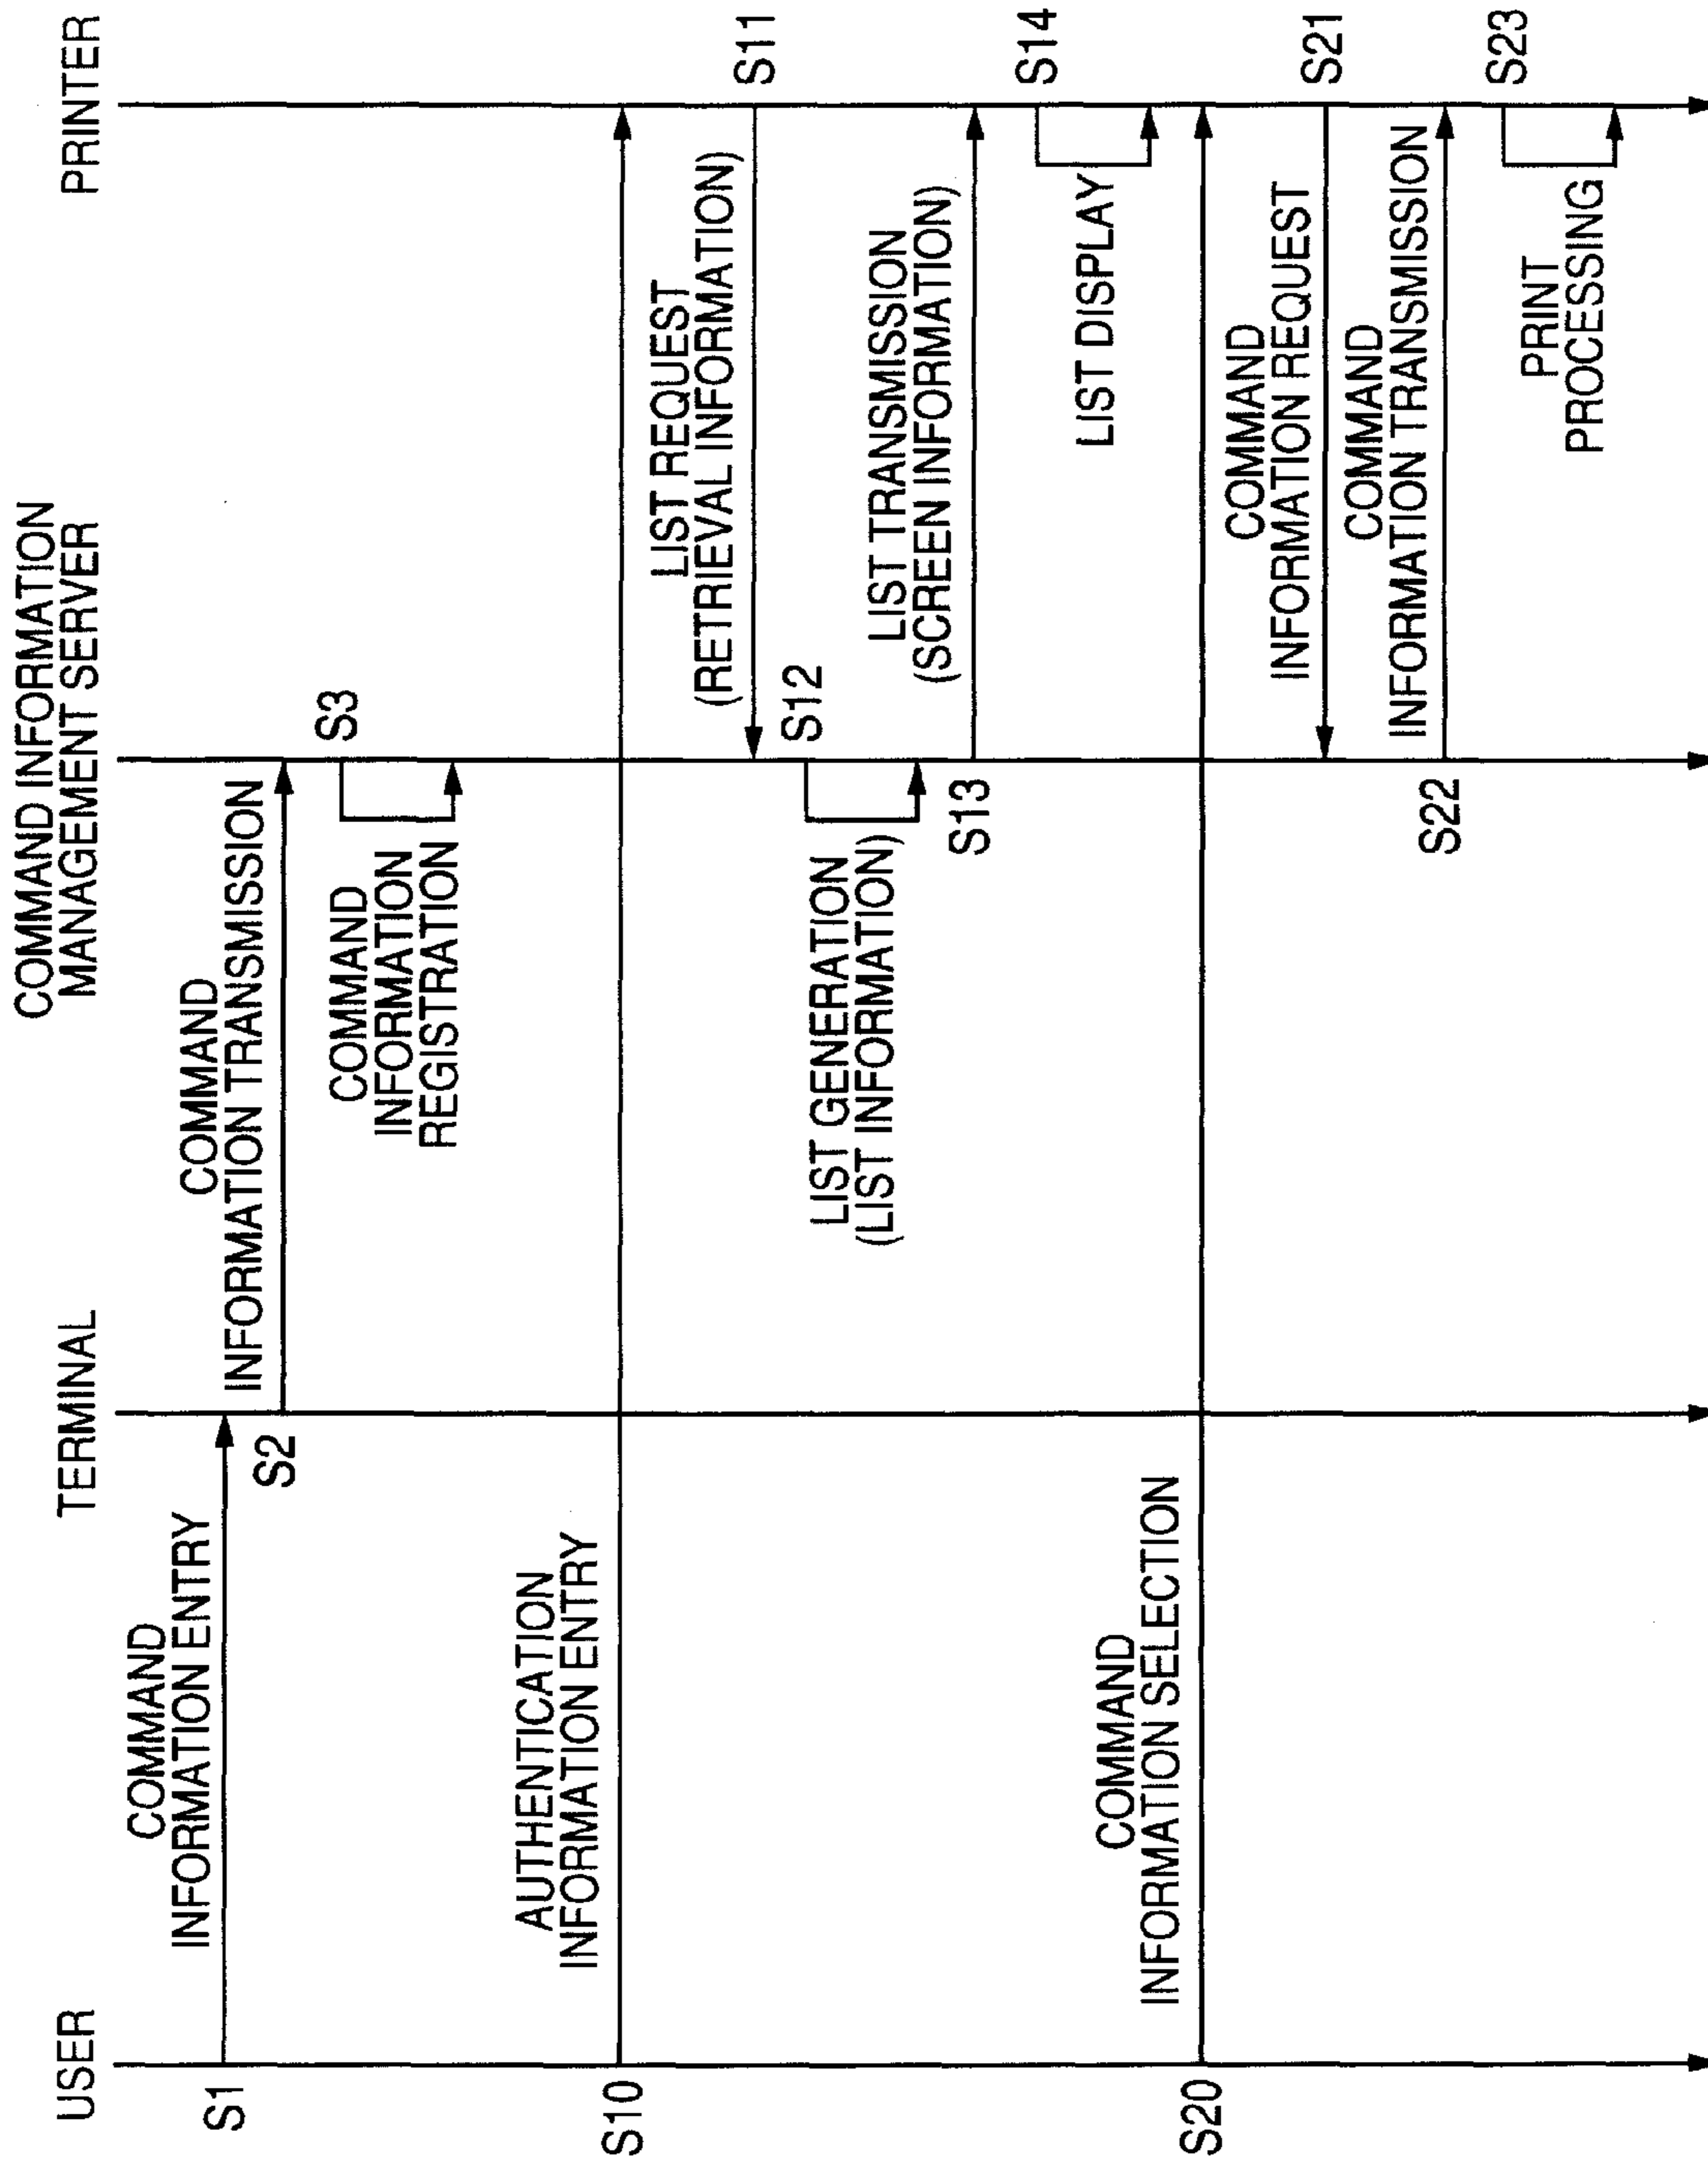 USER
TERMINAL
COMMAND INFORMATION
MANAGEMENT SERVER
PRINTER
S1
COMMAND
INFORMATION ENTRY
S2
COMMAND
INFORMATION TRANSMISSION
S3
COMMAND
INFORMATION
REGISTRATION
S10
AUTHENTICATION
INFORMATION ENTRY
S11
LIST REQUEST
(RETRIEVAL INFORMATION)
S12
LIST GENERATION
(LIST INFORMATION)
S13
LIST TRANSMISSION
(SCREEN INFORMATION)
S14
LIST DISPLAY
S20
COMMAND
INFORMATION SELECTION
S21
COMMAND
INFORMATION REQUEST
S22
COMMAND
INFORMATION TRANSMISSION
S23
PRINT
PROCESSING